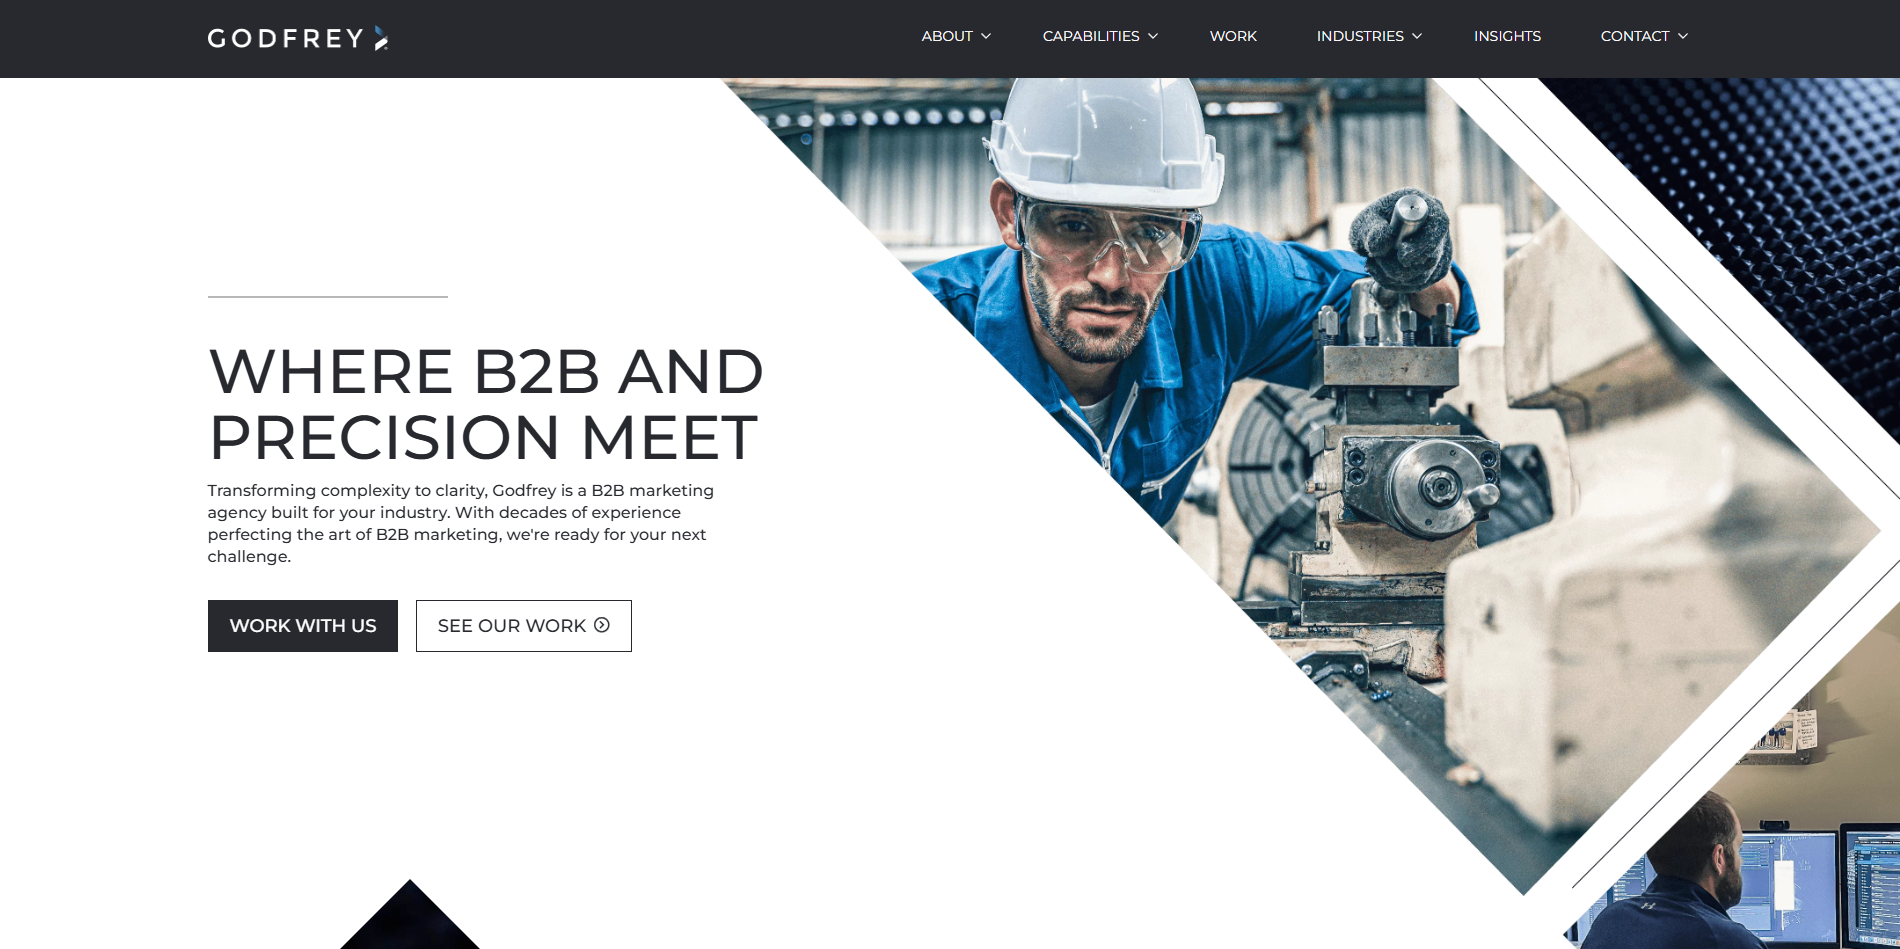 GODFREY
ABOUT
CAPABILITIES
WORK
INDUSTRIES
INSIGHTS
CONTACT
WHERE B2B AND
PRECISION MEET
Transforming complexity to clarity, Godfrey is a B2B marketing
agency built for your industry. With decades of experience
perfecting the art of B2B marketing, we're ready for your next
challenge.
WORK WITH US
SEE OUR WORK